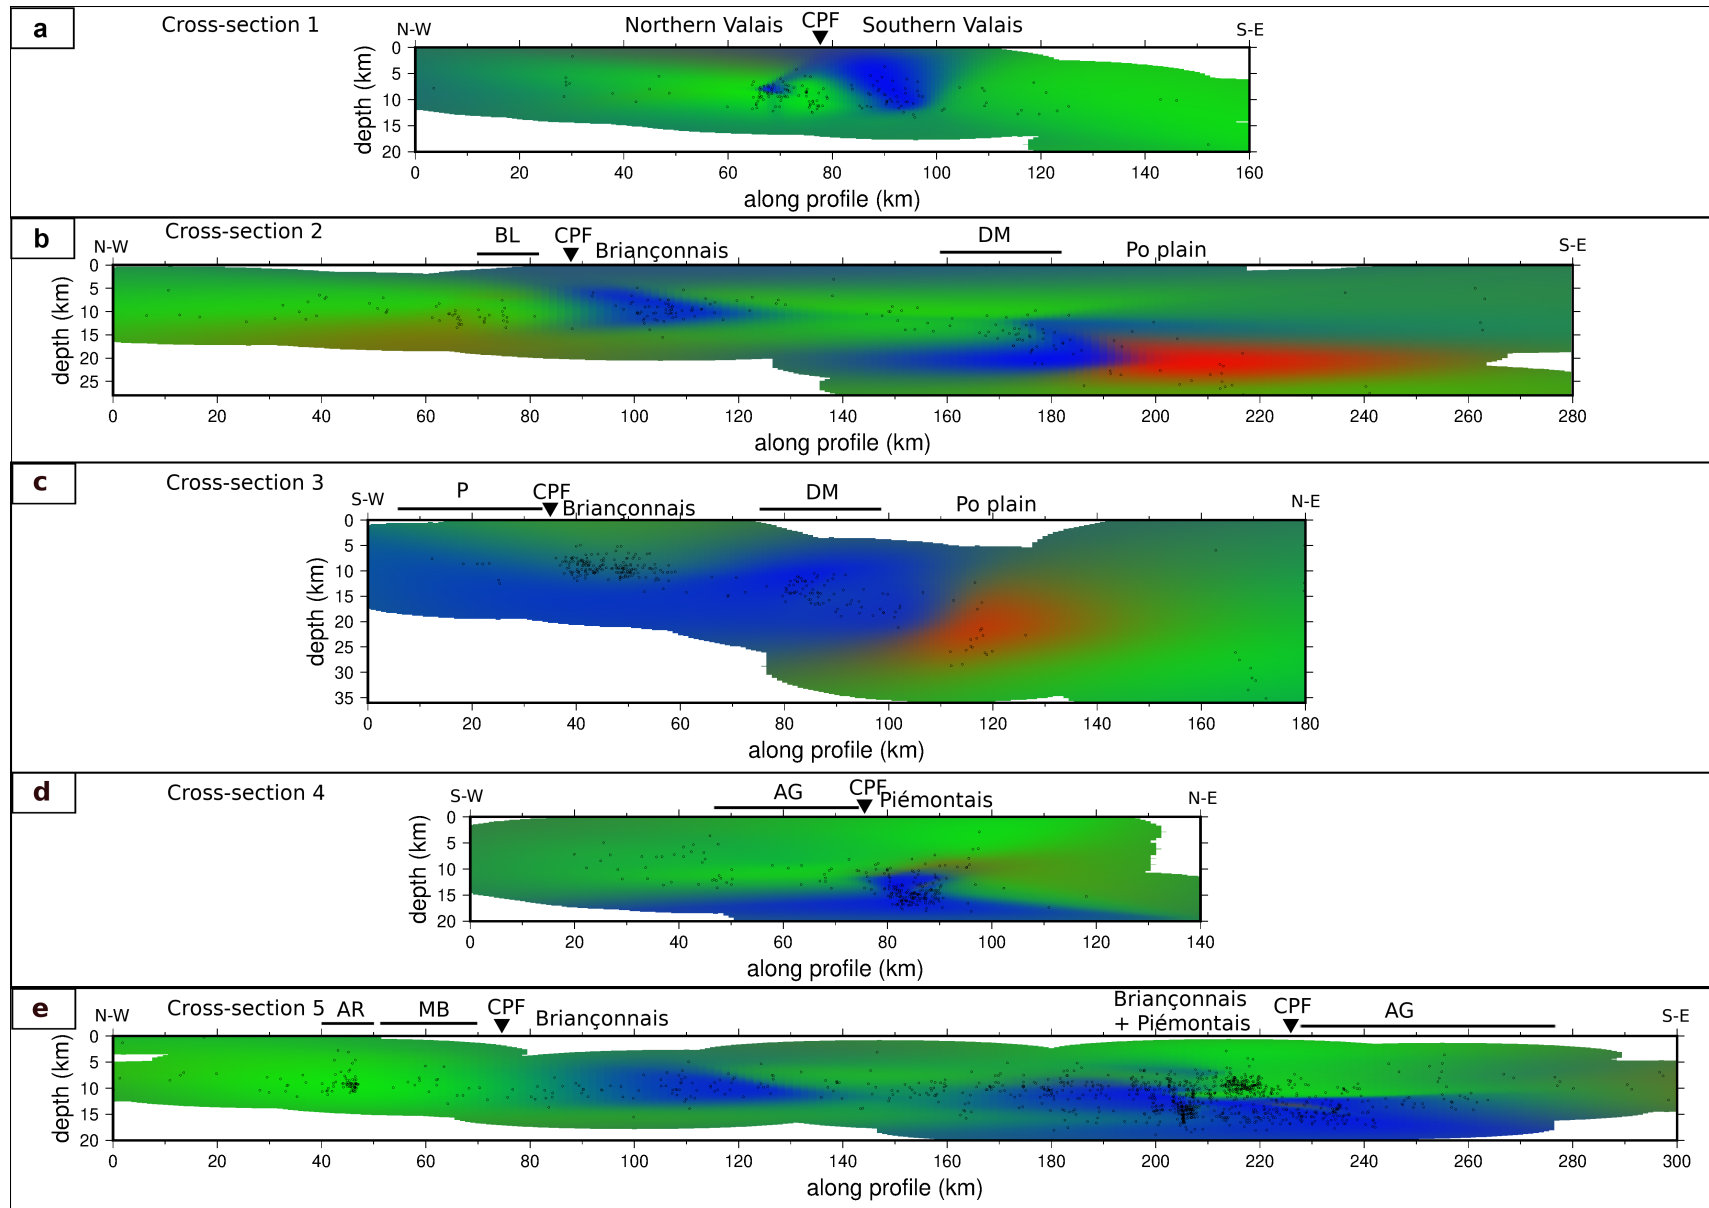 a
Cross-section 1
N-W
Northern Valais
CPF
Southern Valais
S-E
0
5
10
15
20
depth (km)
0 20 40 60 80 100 120 140 160
along profile (km)
b
Cross-section 2
N-W
BL
CPF
Briançonnais
DM
Po plain
S-E
0
5
10
15
20
25
depth (km)
0 20 40 60 80 100 120 140 160 180 200 220 240 260 280
along profile (km)
c
Cross-section 3
S-W
P
CPF
Briançonnais
DM
Po plain
N-E
0
5
10
15
20
25
30
35
depth (km)
0 20 40 60 80 100 120 140 160 180
along profile (km)
d
Cross-section 4
S-W
AG
CPF
Piémontais
N-E
0
5
10
15
20
depth (km)
0 20 40 60 80 100 120 140
along profile (km)
e
Cross-section 5
N-W
AR
MB
CPF
Briançonnais
Briançonnais
+ Piémontais
CPF
AG
S-E
0
5
10
15
20
depth (km)
0 20 40 60 80 100 120 140 160 180 200 220 240 260 280 300
along profile (km)